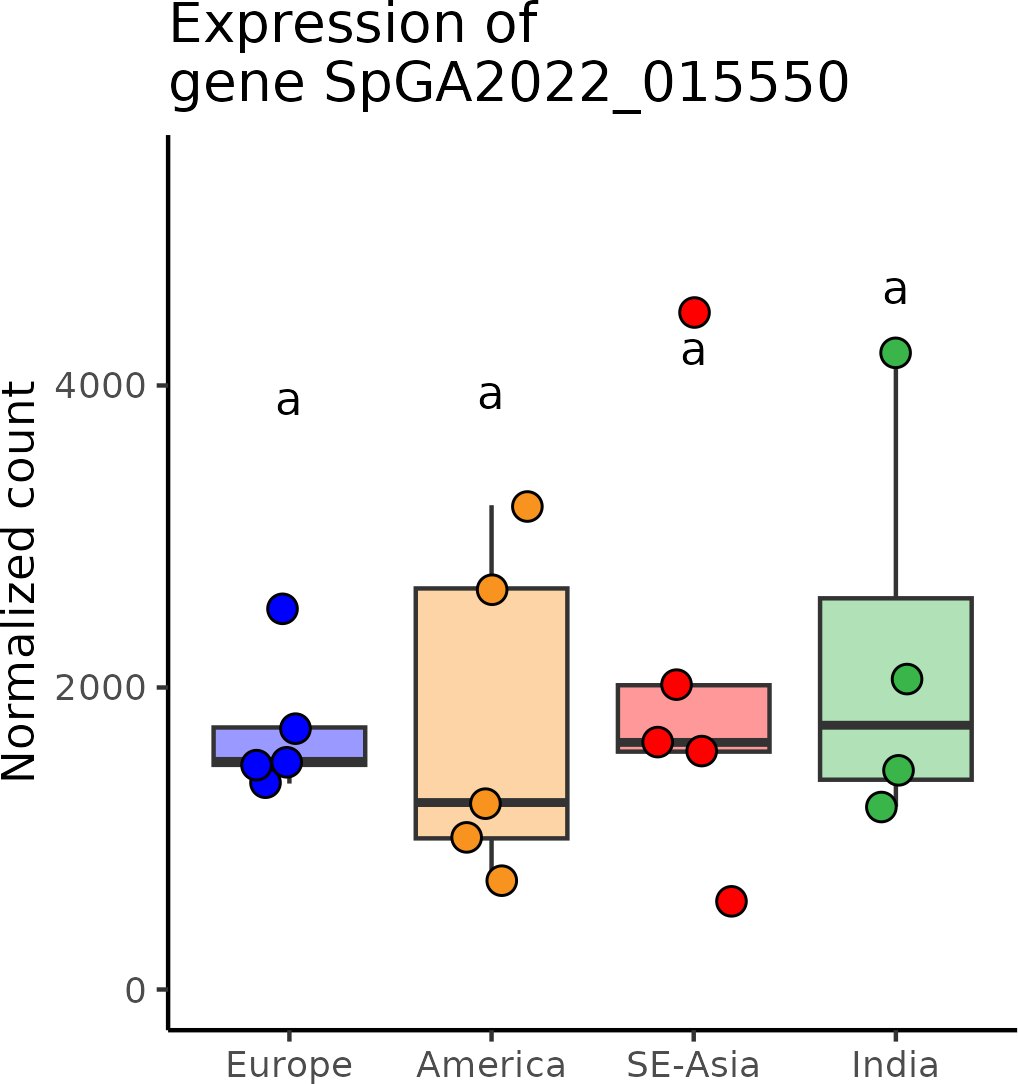 Expression of
gene SpGA2022_015550
Normalized count
4000
2000
0
a
a
a
a
Europe
America
SE-Asia
India